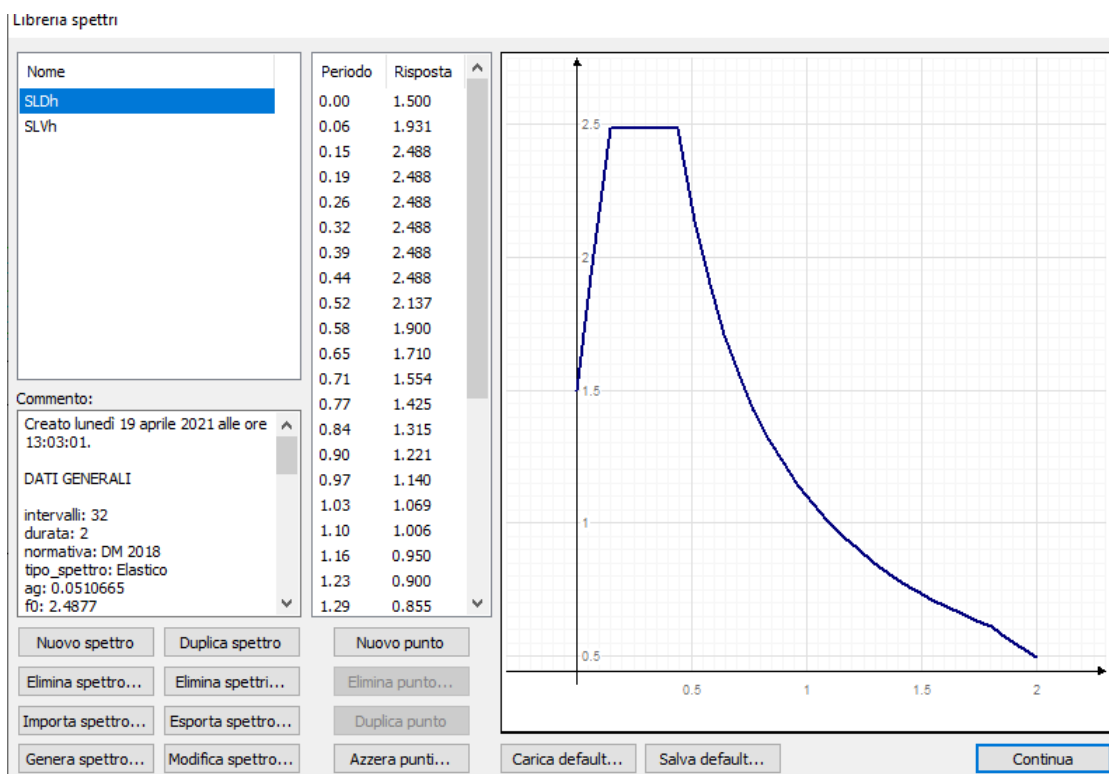 Libreria spettri
Nome
SLDh
SLVh
Commento:
Creato lunedì 19 aprile 2021 alle ore
13:03:01.
DATI GENERALI
intervalli: 32
durata: 2
normativa: DM 2018
tipo_spettro: Elastico
ag: 0.0510665
f0: 2.4877
Periodo Risposta
0.00 1.500
0.06 1.931
0.15 2.488
0.19 2.488
0.26 2.488
0.32 2.488
0.39 2.488
0.44 2.488
0.52 2.137
0.58 1.900
0.65 1.710
0.71 1.554
0.77 1.425
0.84 1.315
0.90 1.221
0.97 1.140
1.03 1.069
1.10 1.006
1.16 0.950
1.23 0.900
1.29 0.855
2.5
2
1.5
1
0.5
0.5 1 1.5 2
Nuovo spettro Duplica spettro Nuovo punto
Elimina spettro... Elimina spettri... Elimina punto...
Importa spettro... Esporta spettro... Duplica punto
Genera spettro... Modifica spettro... Azzera punti... Carica default... Salva default... Continua